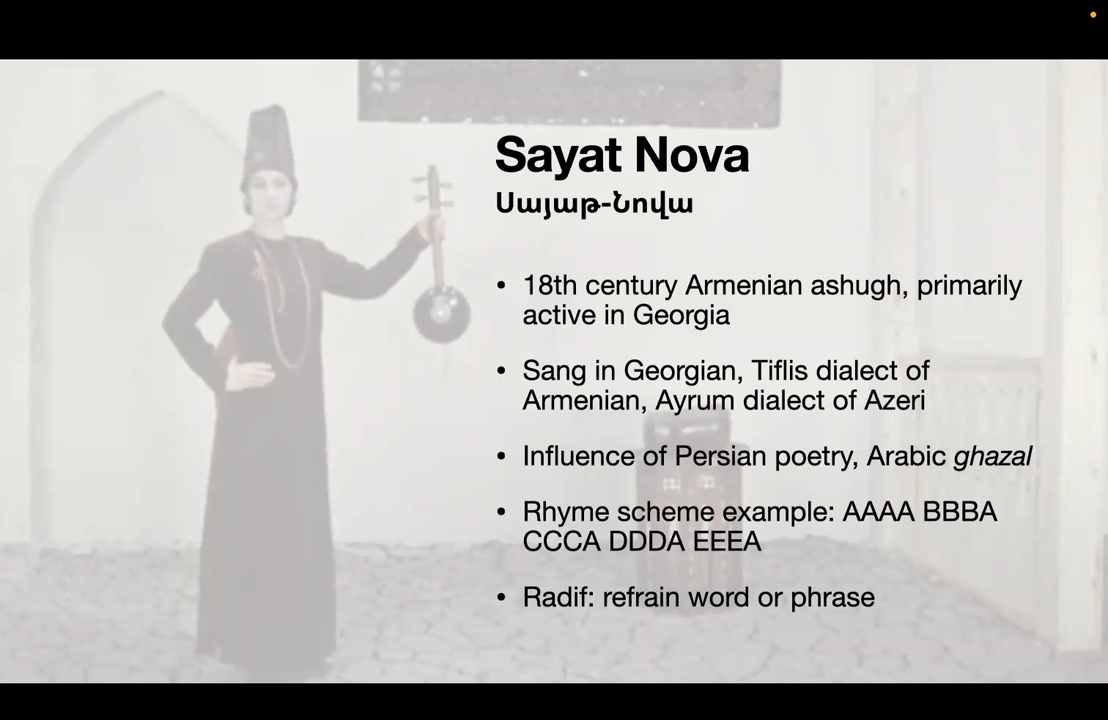 Sayat Nova
Սայաթ-Նովա
• 18th century Armenian ashugh, primarily
active in Georgia
• Sang in Georgian, Tiflis dialect of
Armenian, Ayrum dialect of Azeri
• Influence of Persian poetry, Arabic ghazal
• Rhyme scheme example: AAAA BBBA
CCCA DDDA EEEA
• Radif: refrain word or phrase